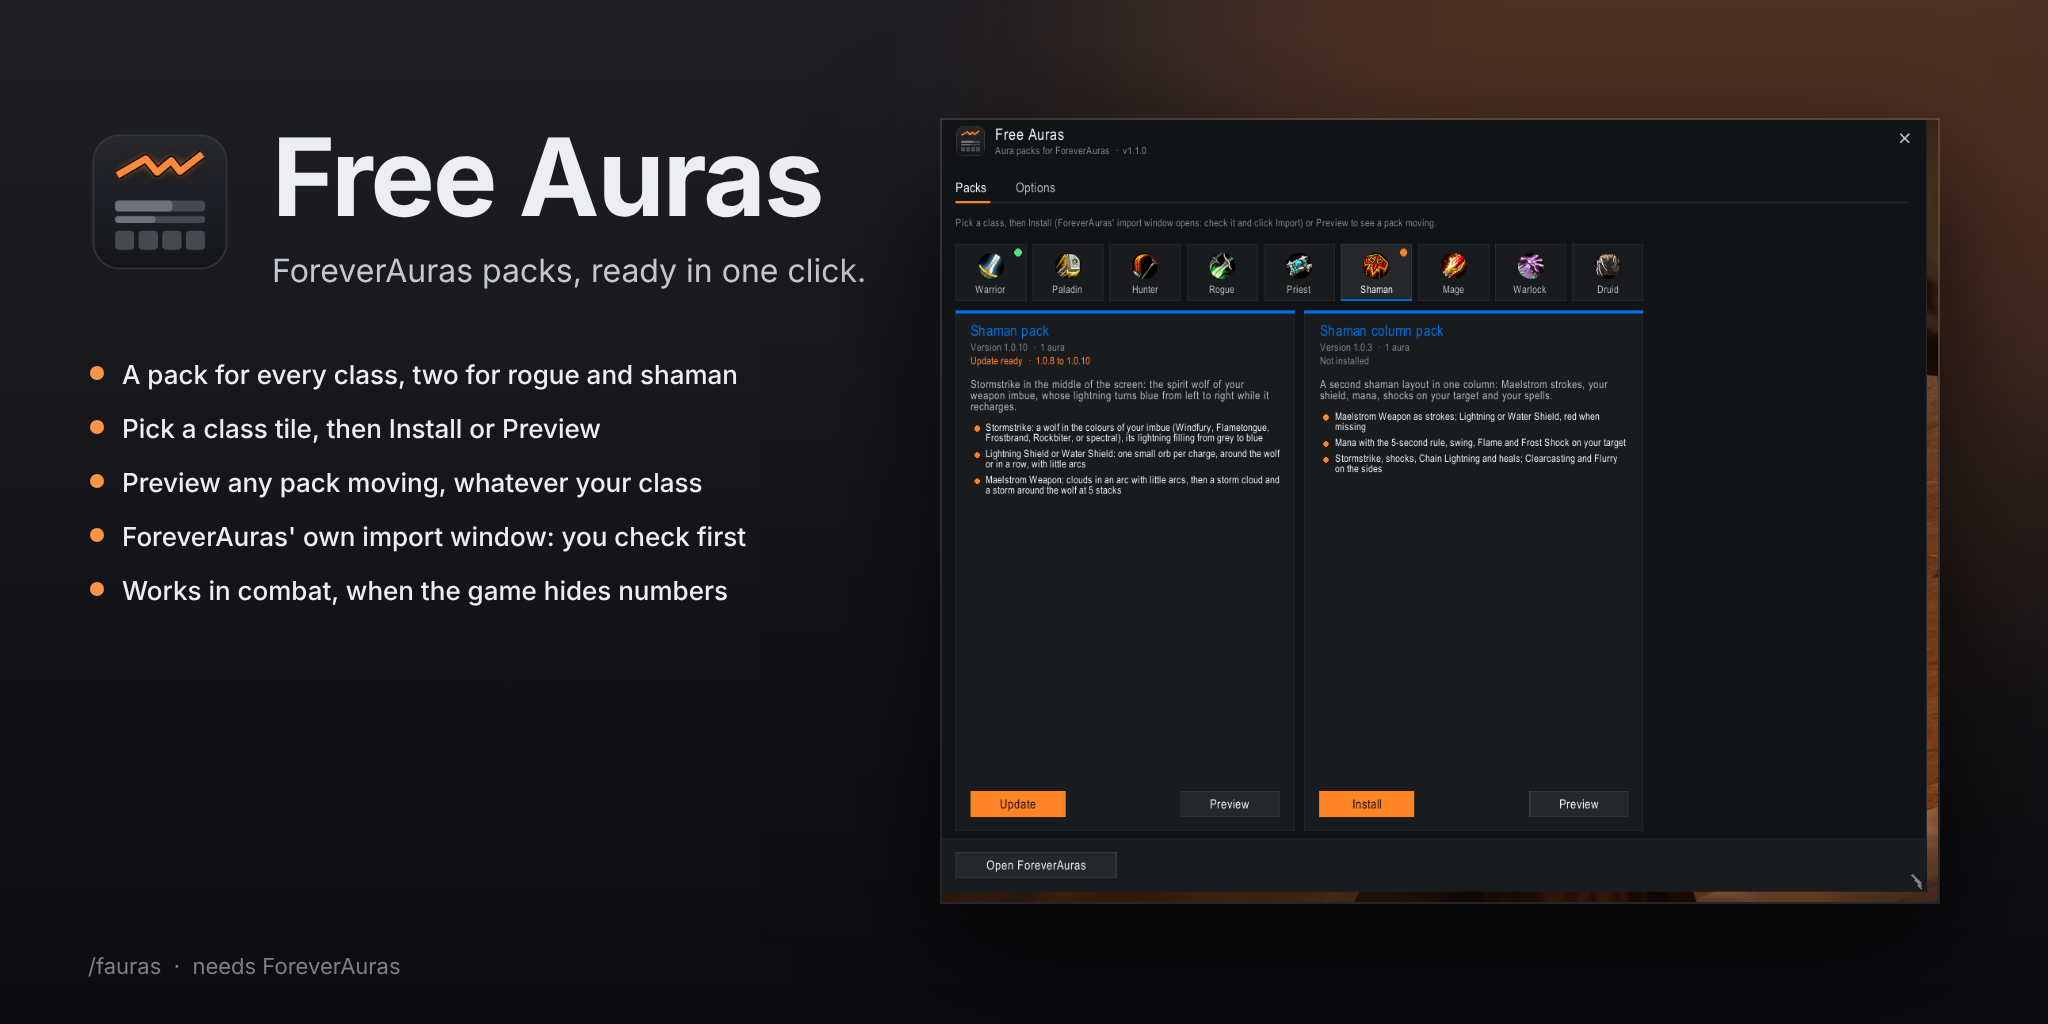 Free Auras
ForeverAuras packs, ready in one click.
A pack for every class, two for rogue and shaman
Pick a class tile, then Install or Preview
Preview any pack moving, whatever your class
ForeverAuras' own import window: you check first
Works in combat, when the game hides numbers
/fauras · needs ForeverAuras
Free Auras
Aura packs for ForeverAuras · v1.1.0
Packs Options
Pick a class, then Install (ForeverAuras' import window opens: check it and click Import) or Preview to see a pack moving.
Warrior Paladin Hunter Rogue Priest Shaman Mage Warlock Druid
Shaman pack
Version 1.0.10 · 1 aura
Update ready · 1.0.8 to 1.0.10
Stormstrike in the middle of the screen: the spirit wolf of your
weapon imbue, whose lightning turns blue from left to right while it
recharges.
Stormstrike: a wolf in the colours of your imbue (Windfury, Flametongue,
Frostbrand, Rockbiter, or spectral), its lightning filling from grey to blue
Lightning Shield or Water Shield: one small orb per charge, around the wolf
or in a row, with little arcs
Maelstrom Weapon: clouds in an arc with little arcs, then a storm cloud and
a storm around the wolf at 5 stacks
Update Preview
Shaman column pack
Version 1.0.3 · 1 aura
Not installed
A second shaman layout in one column: Maelstrom strokes, your
shield, mana, shocks on your target and your spells.
Maelstrom Weapon as strokes; Lightning or Water Shield, red when
missing
Mana with the 5-second rule, swing, Flame and Frost Shock on your target
Stormstrike, shocks, Chain Lightning and heals; Clearcasting and Flurry
on the sides
Install Preview
Open ForeverAuras